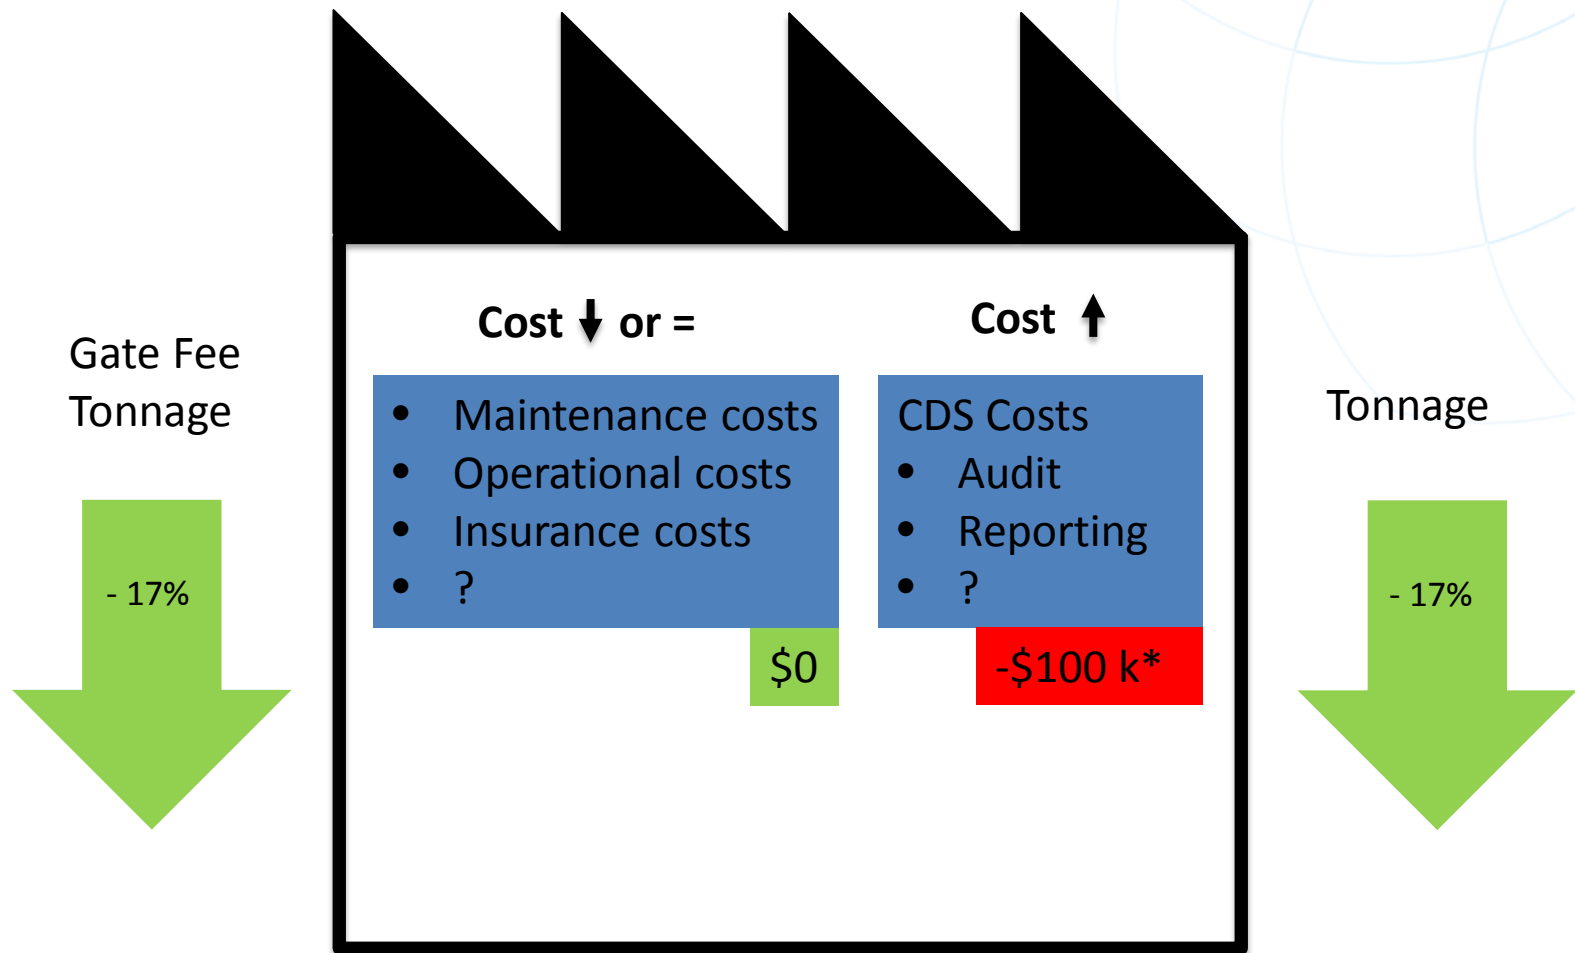 Gate Fee
Tonnage
- 17%
Cost ↓ or =
• Maintenance costs
• Operational costs
• Insurance costs
• ?
$0
Cost ↑
CDS Costs
• Audit
• Reporting
• ?
-$100 k*
Tonnage
- 17%